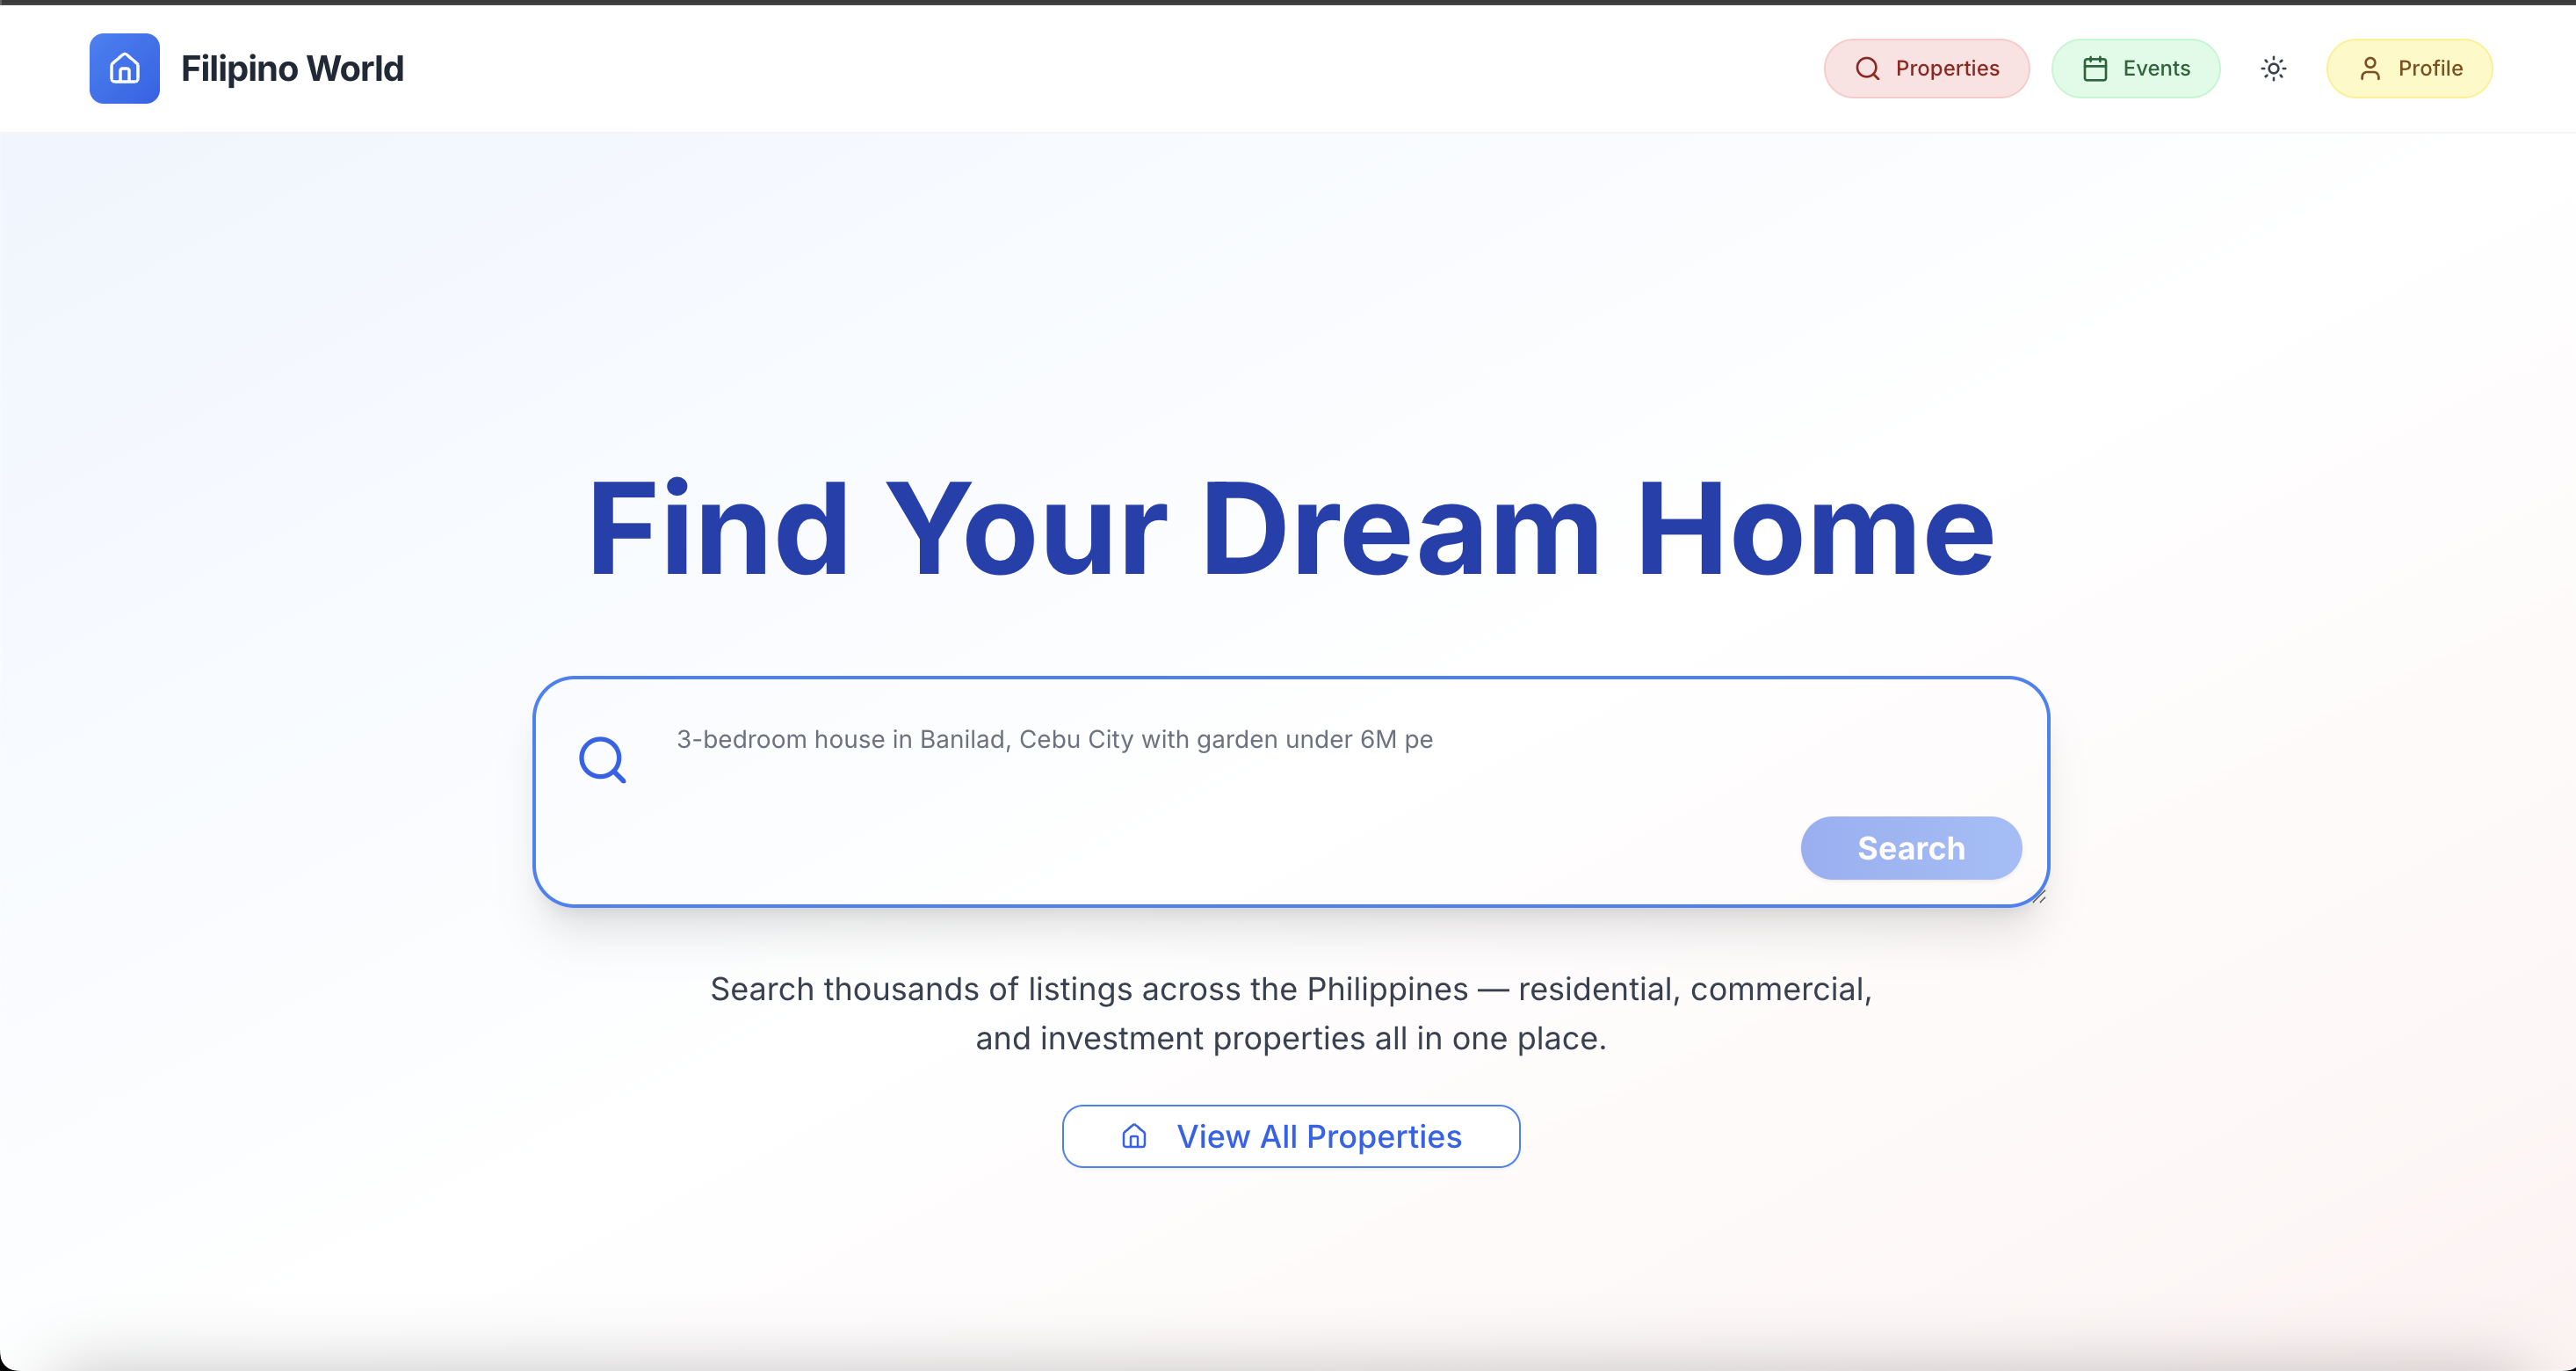 Filipino World
Properties
Events
Profile
Find Your Dream Home
3-bedroom house in Banilad, Cebu City with garden under 6M pe
Search
Search thousands of listings across the Philippines — residential, commercial,
and investment properties all in one place.
View All Properties